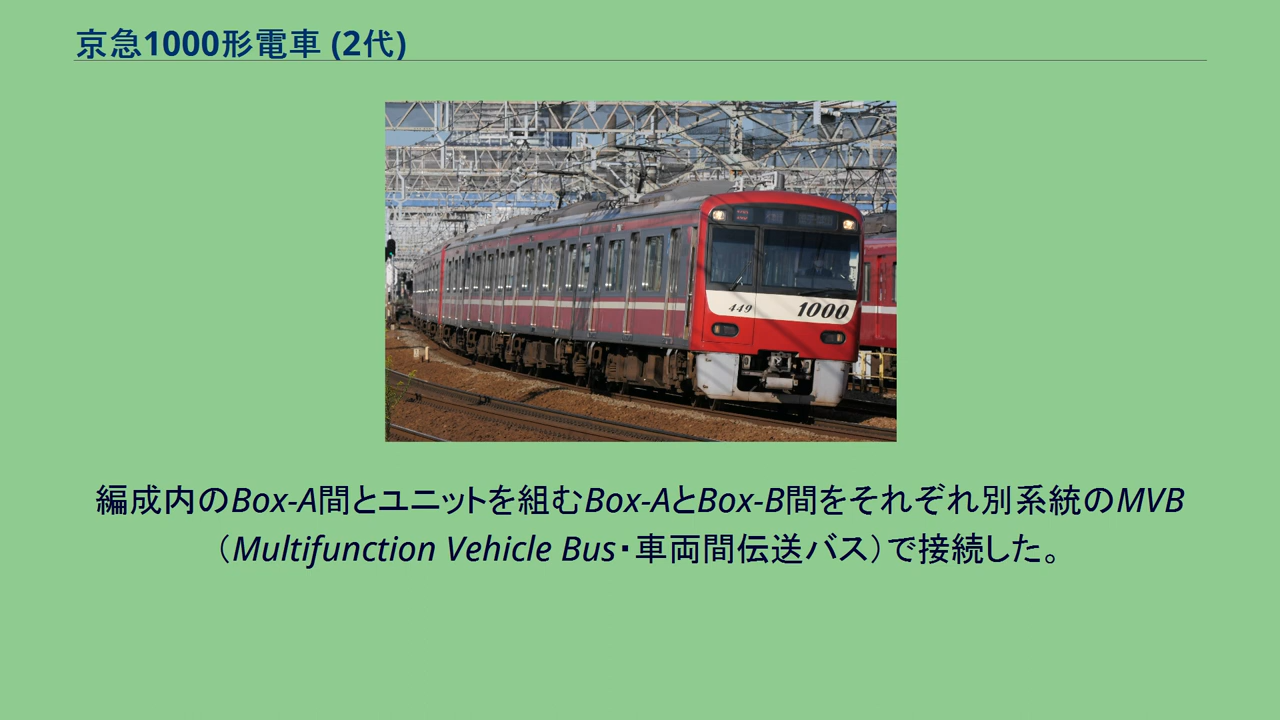 京急1000形電車 (2代)
449
1000
編成内のBox-A間とユニットを組むBox-AとBox-B間をそれぞれ別系統のMVB
（Multifunction Vehicle Bus・車両間伝送バス）で接続した。